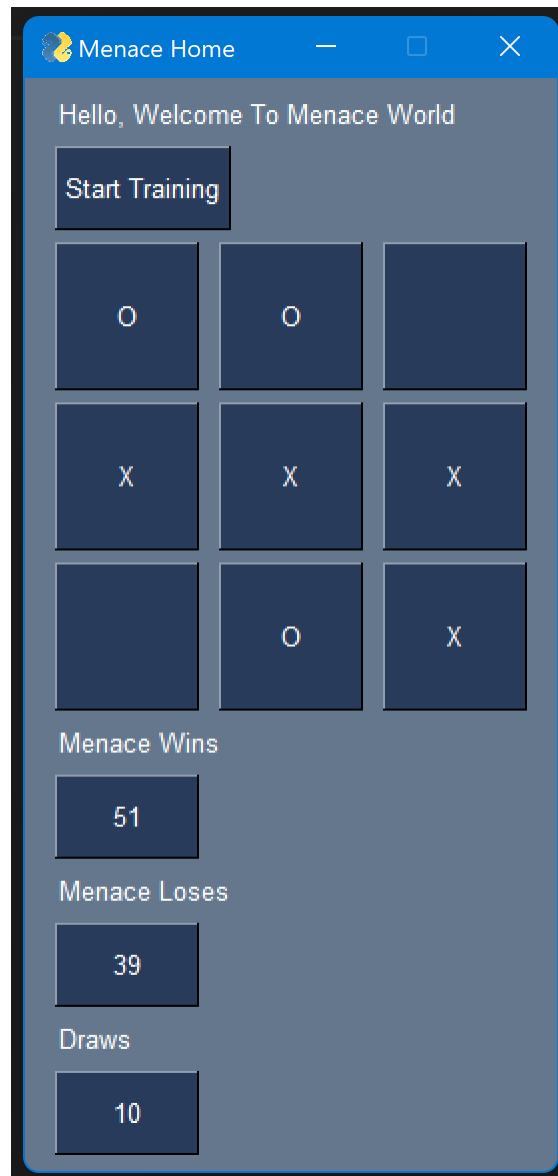 Menace Home
Hello, Welcome To Menace World
Start Training
O O
X X X
O X
Menace Wins
51
Menace Loses
39
Draws
10